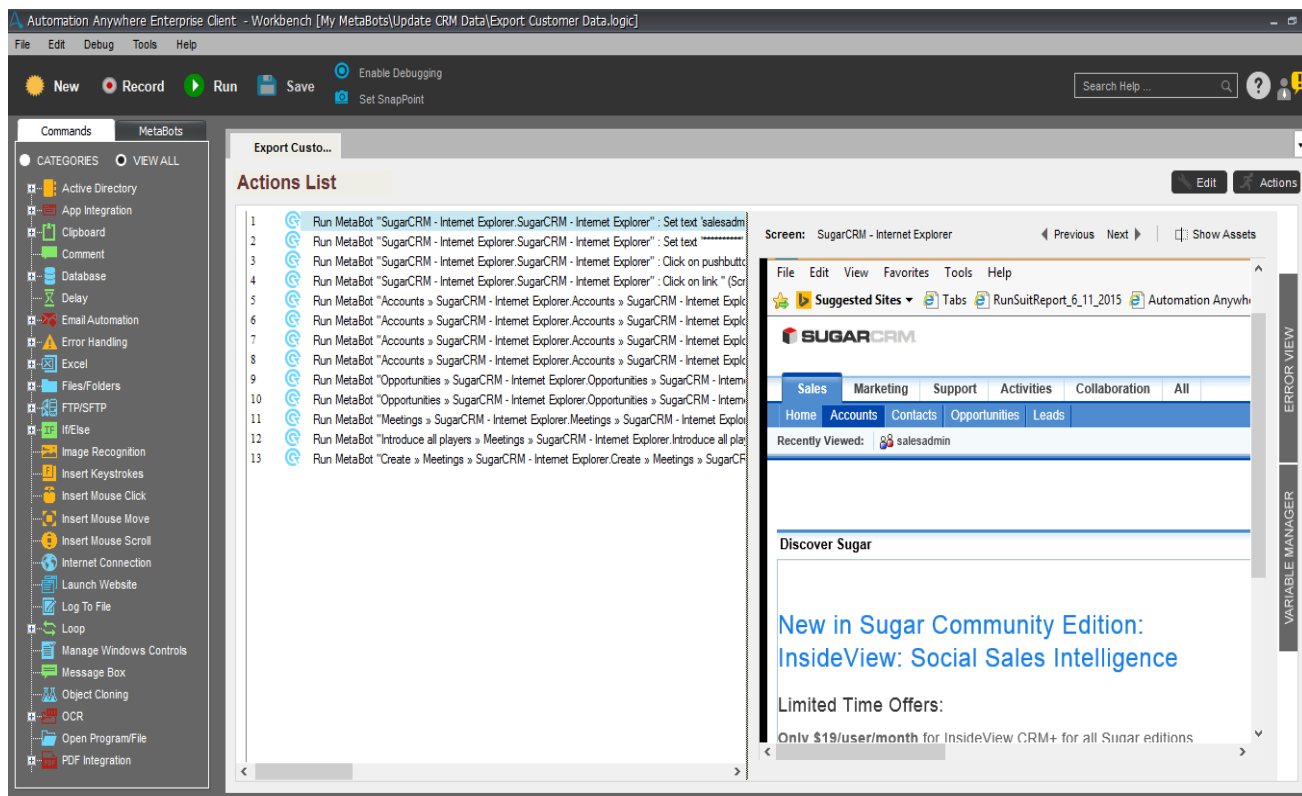 Automation Anywhere Enterprise Client - Workbench [My MetaBots\Update CRM Data\Export Customer Data.logic]
File Edit Debug Tools Help
New Record Run Save
Enable Debugging
Set SnapPoint
Search Help ...
Commands MetaBots
CATEGORIES VIEW ALL
Active Directory
App Integration
Clipboard
Comment
Database
Delay
Email Automation
Error Handling
Excel
Files/Folders
FTP/SFTP
If/Else
Image Recognition
Insert Keystrokes
Insert Mouse Click
Insert Mouse Move
Insert Mouse Scroll
Internet Connection
Launch Website
Log To File
Loop
Manage Windows Controls
Message Box
Object Cloning
OCR
Open Program/File
PDF Integration
Export Custo...
Actions List
Edit Actions
1 Run MetaBot "SugarCRM - Internet Explorer.SugarCRM - Internet Explorer" : Set text 'salesadm
2 Run MetaBot "SugarCRM - Internet Explorer.SugarCRM - Internet Explorer" : Set text
3 Run MetaBot "SugarCRM - Internet Explorer.SugarCRM - Internet Explorer" : Click on pushbutto
4 Run MetaBot "SugarCRM - Internet Explorer.SugarCRM - Internet Explorer" : Click on link '' (Scr
5 Run MetaBot "Accounts » SugarCRM - Internet Explorer.Accounts » SugarCRM - Internet Explo
6 Run MetaBot "Accounts » SugarCRM - Internet Explorer.Accounts » SugarCRM - Internet Explo
7 Run MetaBot "Accounts » SugarCRM - Internet Explorer.Accounts » SugarCRM - Internet Explo
8 Run MetaBot "Accounts » SugarCRM - Internet Explorer.Accounts » SugarCRM - Internet Explo
9 Run MetaBot "Opportunities » SugarCRM - Internet Explorer.Opportunities » SugarCRM - Intern
10 Run MetaBot "Opportunities » SugarCRM - Internet Explorer.Opportunities » SugarCRM - Intern
11 Run MetaBot "Meetings » SugarCRM - Internet Explorer.Meetings » SugarCRM - Internet Explor
12 Run MetaBot "Introduce all players » Meetings » SugarCRM - Internet Explorer.Introduce all play
13 Run MetaBot "Create » Meetings » SugarCRM - Internet Explorer.Create » Meetings » SugarCR
Screen: SugarCRM - Internet Explorer Previous Next Show Assets
File Edit View Favorites Tools Help
Suggested Sites Tabs RunSuitReport_6_11_2015 Automation Anywh
SUGARCRM.
Sales Marketing Support Activities Collaboration All
Home Accounts Contacts Opportunities Leads
Recently Viewed: salesadmin
Discover Sugar
New in Sugar Community Edition:
InsideView: Social Sales Intelligence
Limited Time Offers:
Only $19/user/month for InsideView CRM+ for all Sugar editions
ERROR VIEW
VARIABLE MANAGER